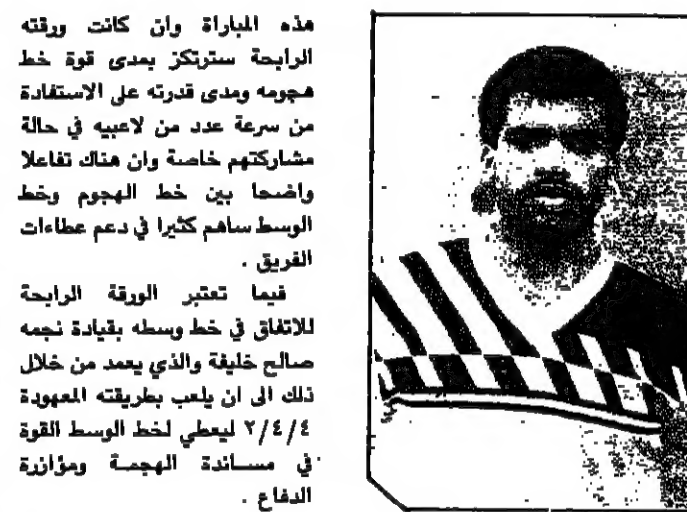 هذه المباراة وان كانت ورقته
الرابحة سترتكز بمدى قوة خط
هجومه ومدى قدرته على الاستفادة
من سرعة عدد من لاعبيه في حالة
مشاركتهم خاصة وان هناك تفاعلا
واضحا بين خط الهجوم وخط
الوسط ساهم كثيرا في دعم عطاءات
الفريق .
فيما تعتبر الورقة الرابحة
للاتفاق في خط وسطه بقيادة نجمه
صالح خليفة والذي يعمد من خلال
ذلك الى ان يلعب بطريقته المعهودة
٢/٤/٤ ليعطي لخط الوسط القوة
في مساندة الهجمة ومؤازرة
الدفاع .